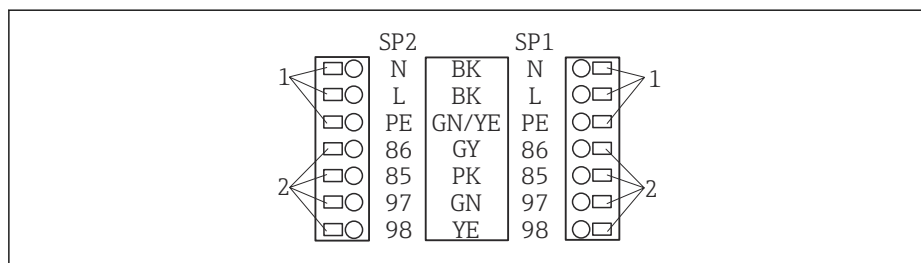 SP2 SP1
N BK N
1 L BK L 1
PE GN/YE PE
86 GY 86
85 PK 85
2 97 GN 97 2
98 YE 98